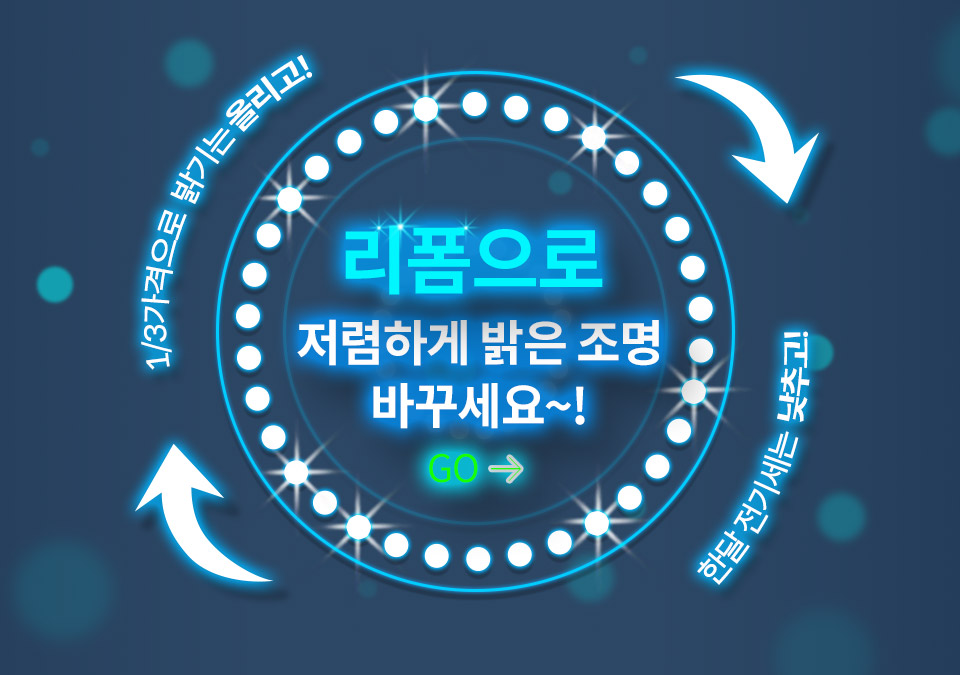 1/3가격으로 밝기는 올리고!
리폼으로
저렴하게 밝은 조명
바꾸세요~!
GO →
한달 전기세는 낮추고!